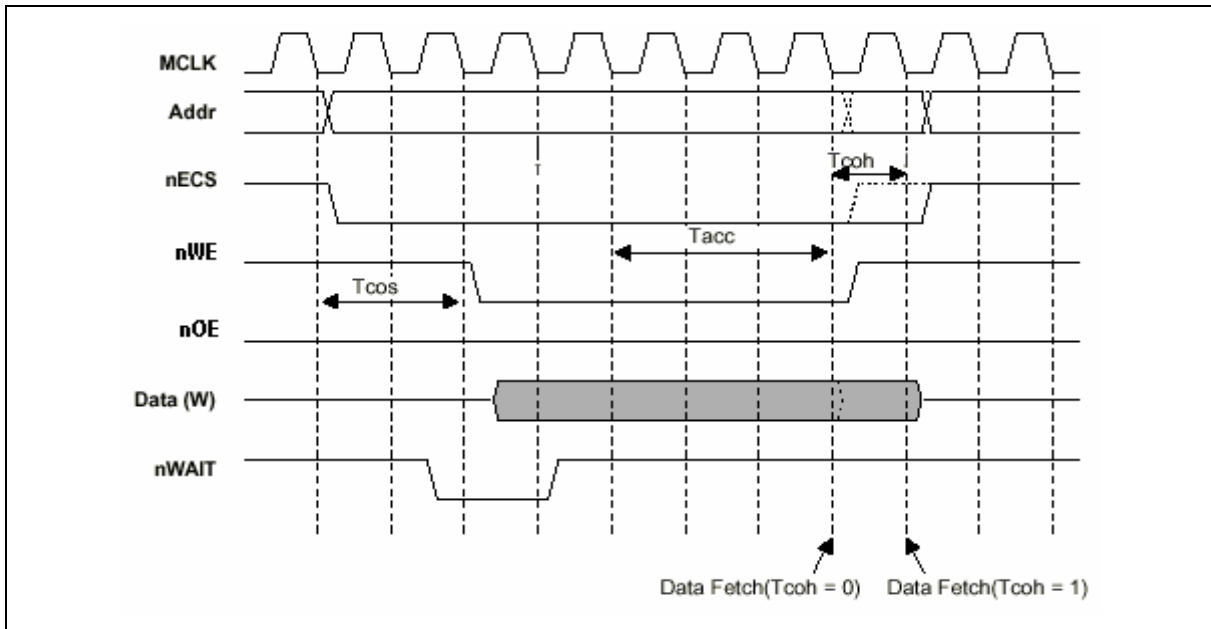 MCLK
Addr
Tcoh
nECS
Tacc
nWE
Tcos
nOE
Data (W)
nWAIT
Data Fetch(Tcoh = 0) Data Fetch(Tcoh = 1)